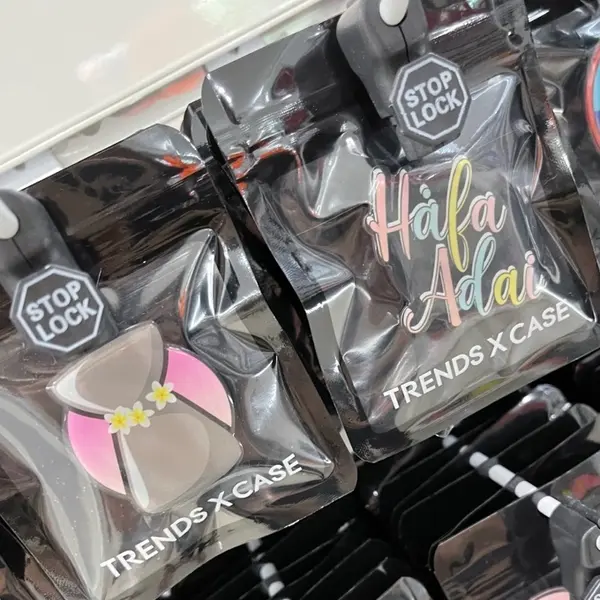 STOP
LOCK
TRENDS X CASE
STOP
LOCK
Håfa
Adai
TRENDS X CASE